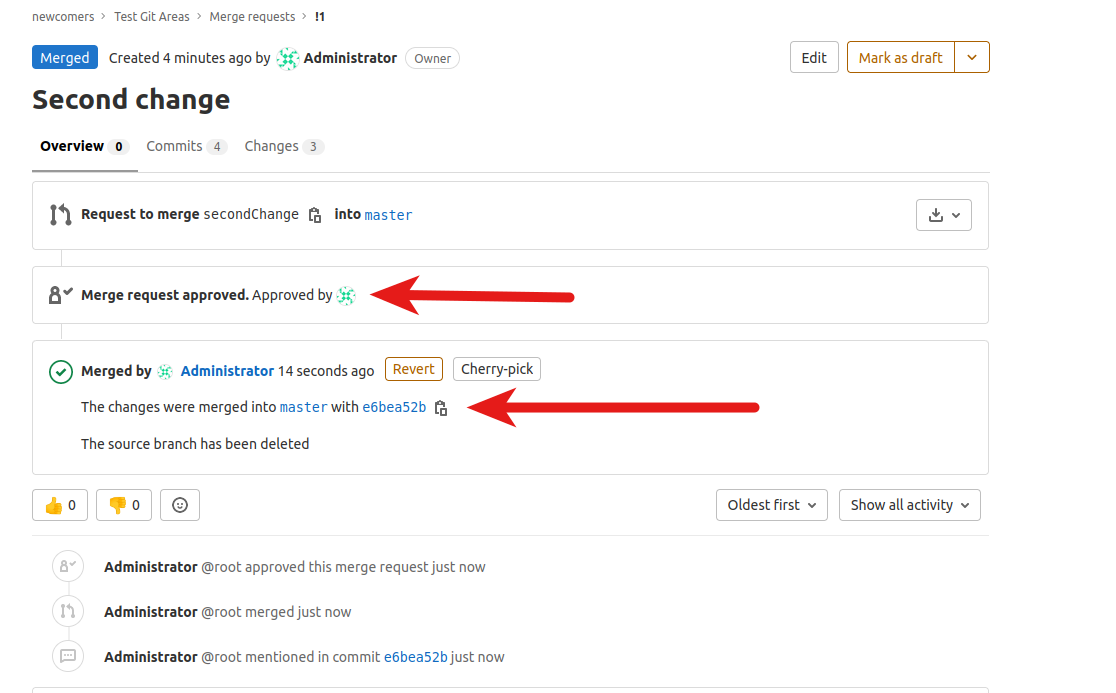 newcomers > Test Git Areas > Merge requests > !1
Merged Created 4 minutes ago by Administrator Owner Edit Mark as draft
Second change
Overview 0 Commits 4 Changes 3
Request to merge secondChange into master
Merge request approved. Approved by
Merged by Administrator 14 seconds ago Revert Cherry-pick
The changes were merged into master with e6bea52b
The source branch has been deleted
👍 0 👎 0 Oldest first Show all activity
Administrator @root approved this merge request just now
Administrator @root merged just now
Administrator @root mentioned in commit e6bea52b just now